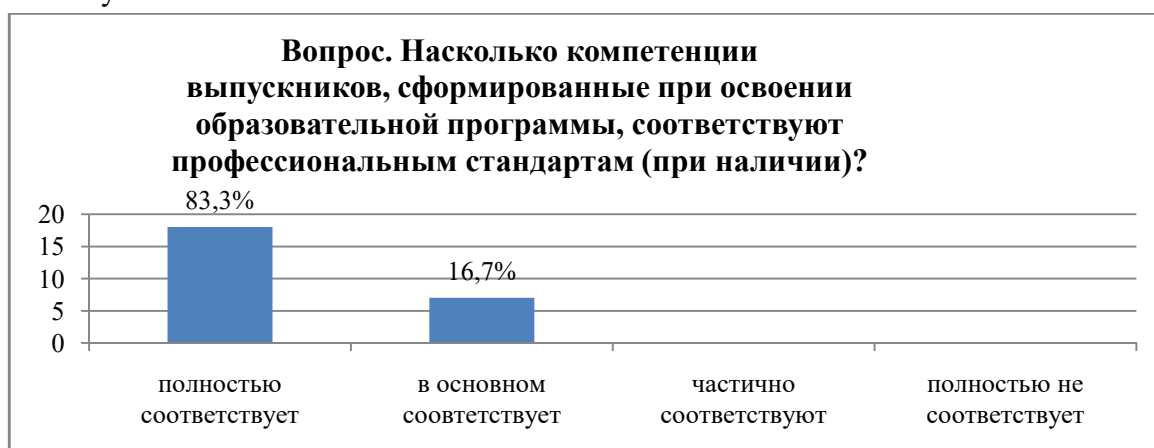 Вопрос. Насколько компетенции
выпускников, сформированные при освоении
образовательной программы, соответствуют
профессиональным стандартам (при наличии)?
83,3%
20
15
16,7%
10
5
0
полностью
соответствует
в основном
соовтетствует
частично
соответствуют
полностью не
соответствует